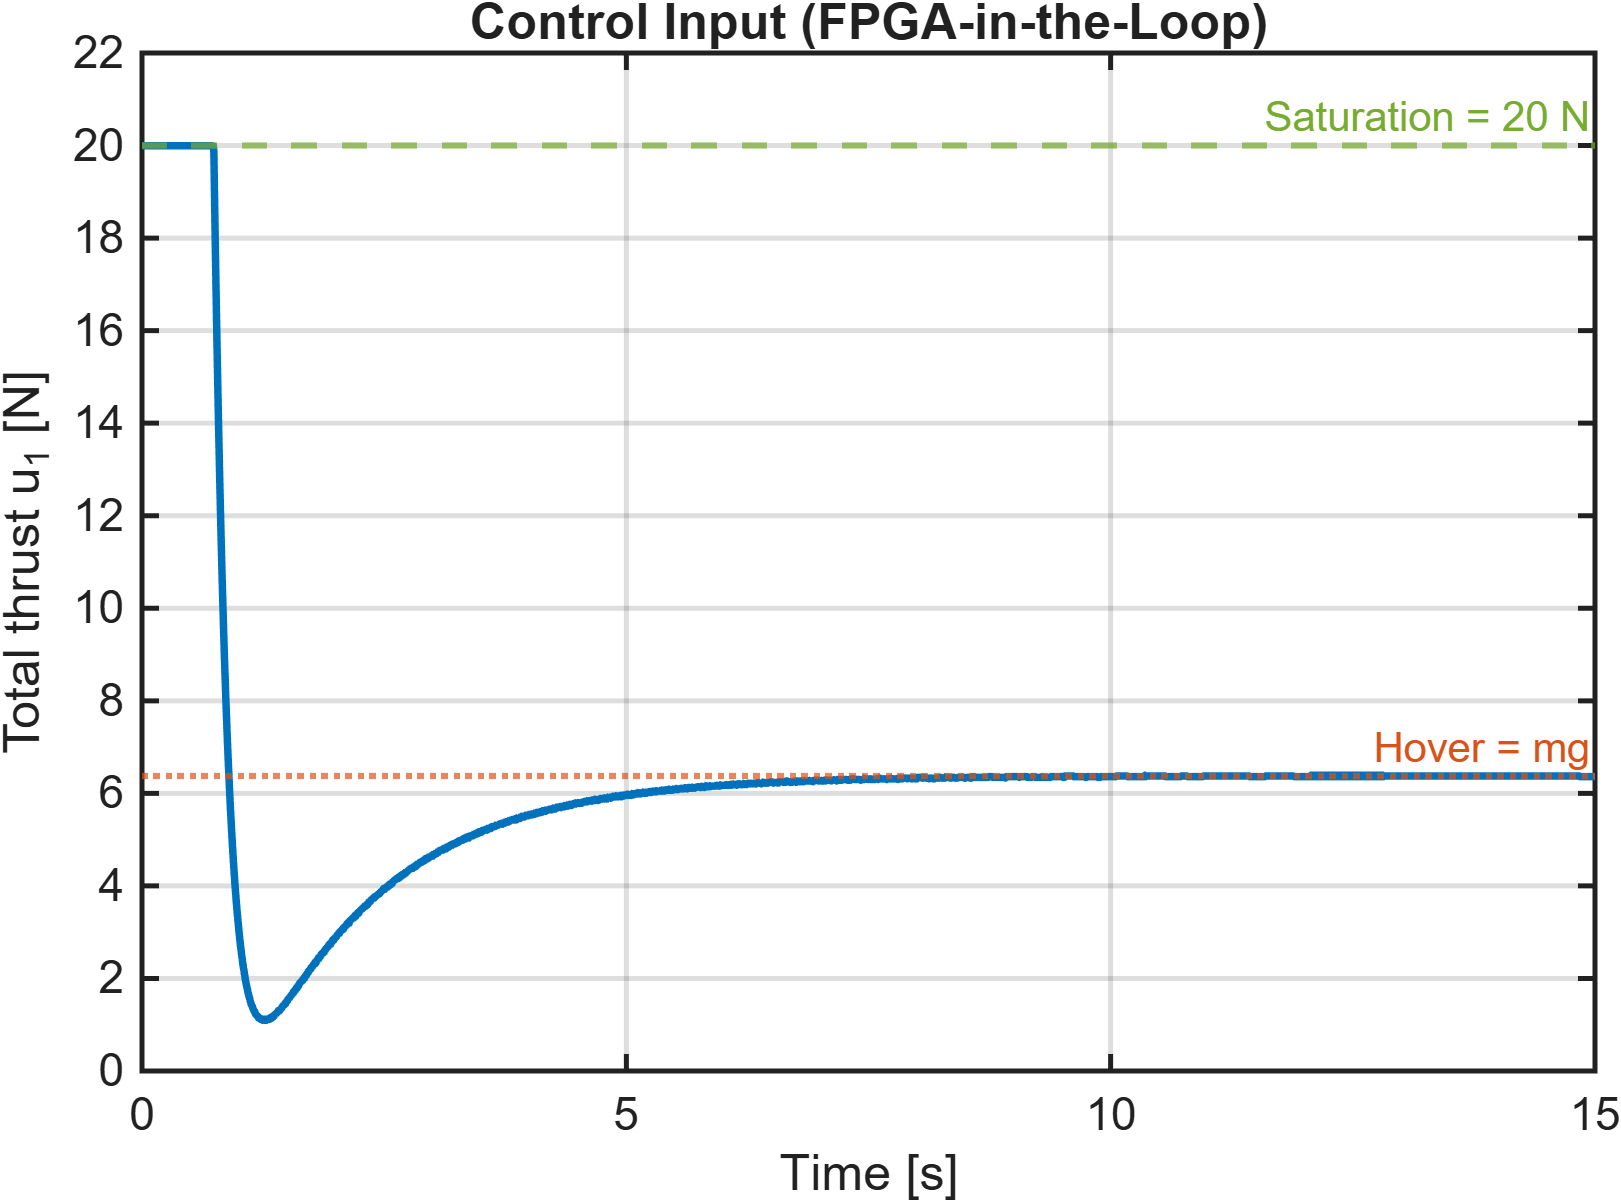 Control Input (FPGA-in-the-Loop)
22
20
18
16
14
12
10
8
6
4
2
0
Total thrust u₁ [N]
Saturation = 20 N
Hover = mg
0 5 10 15
Time [s]